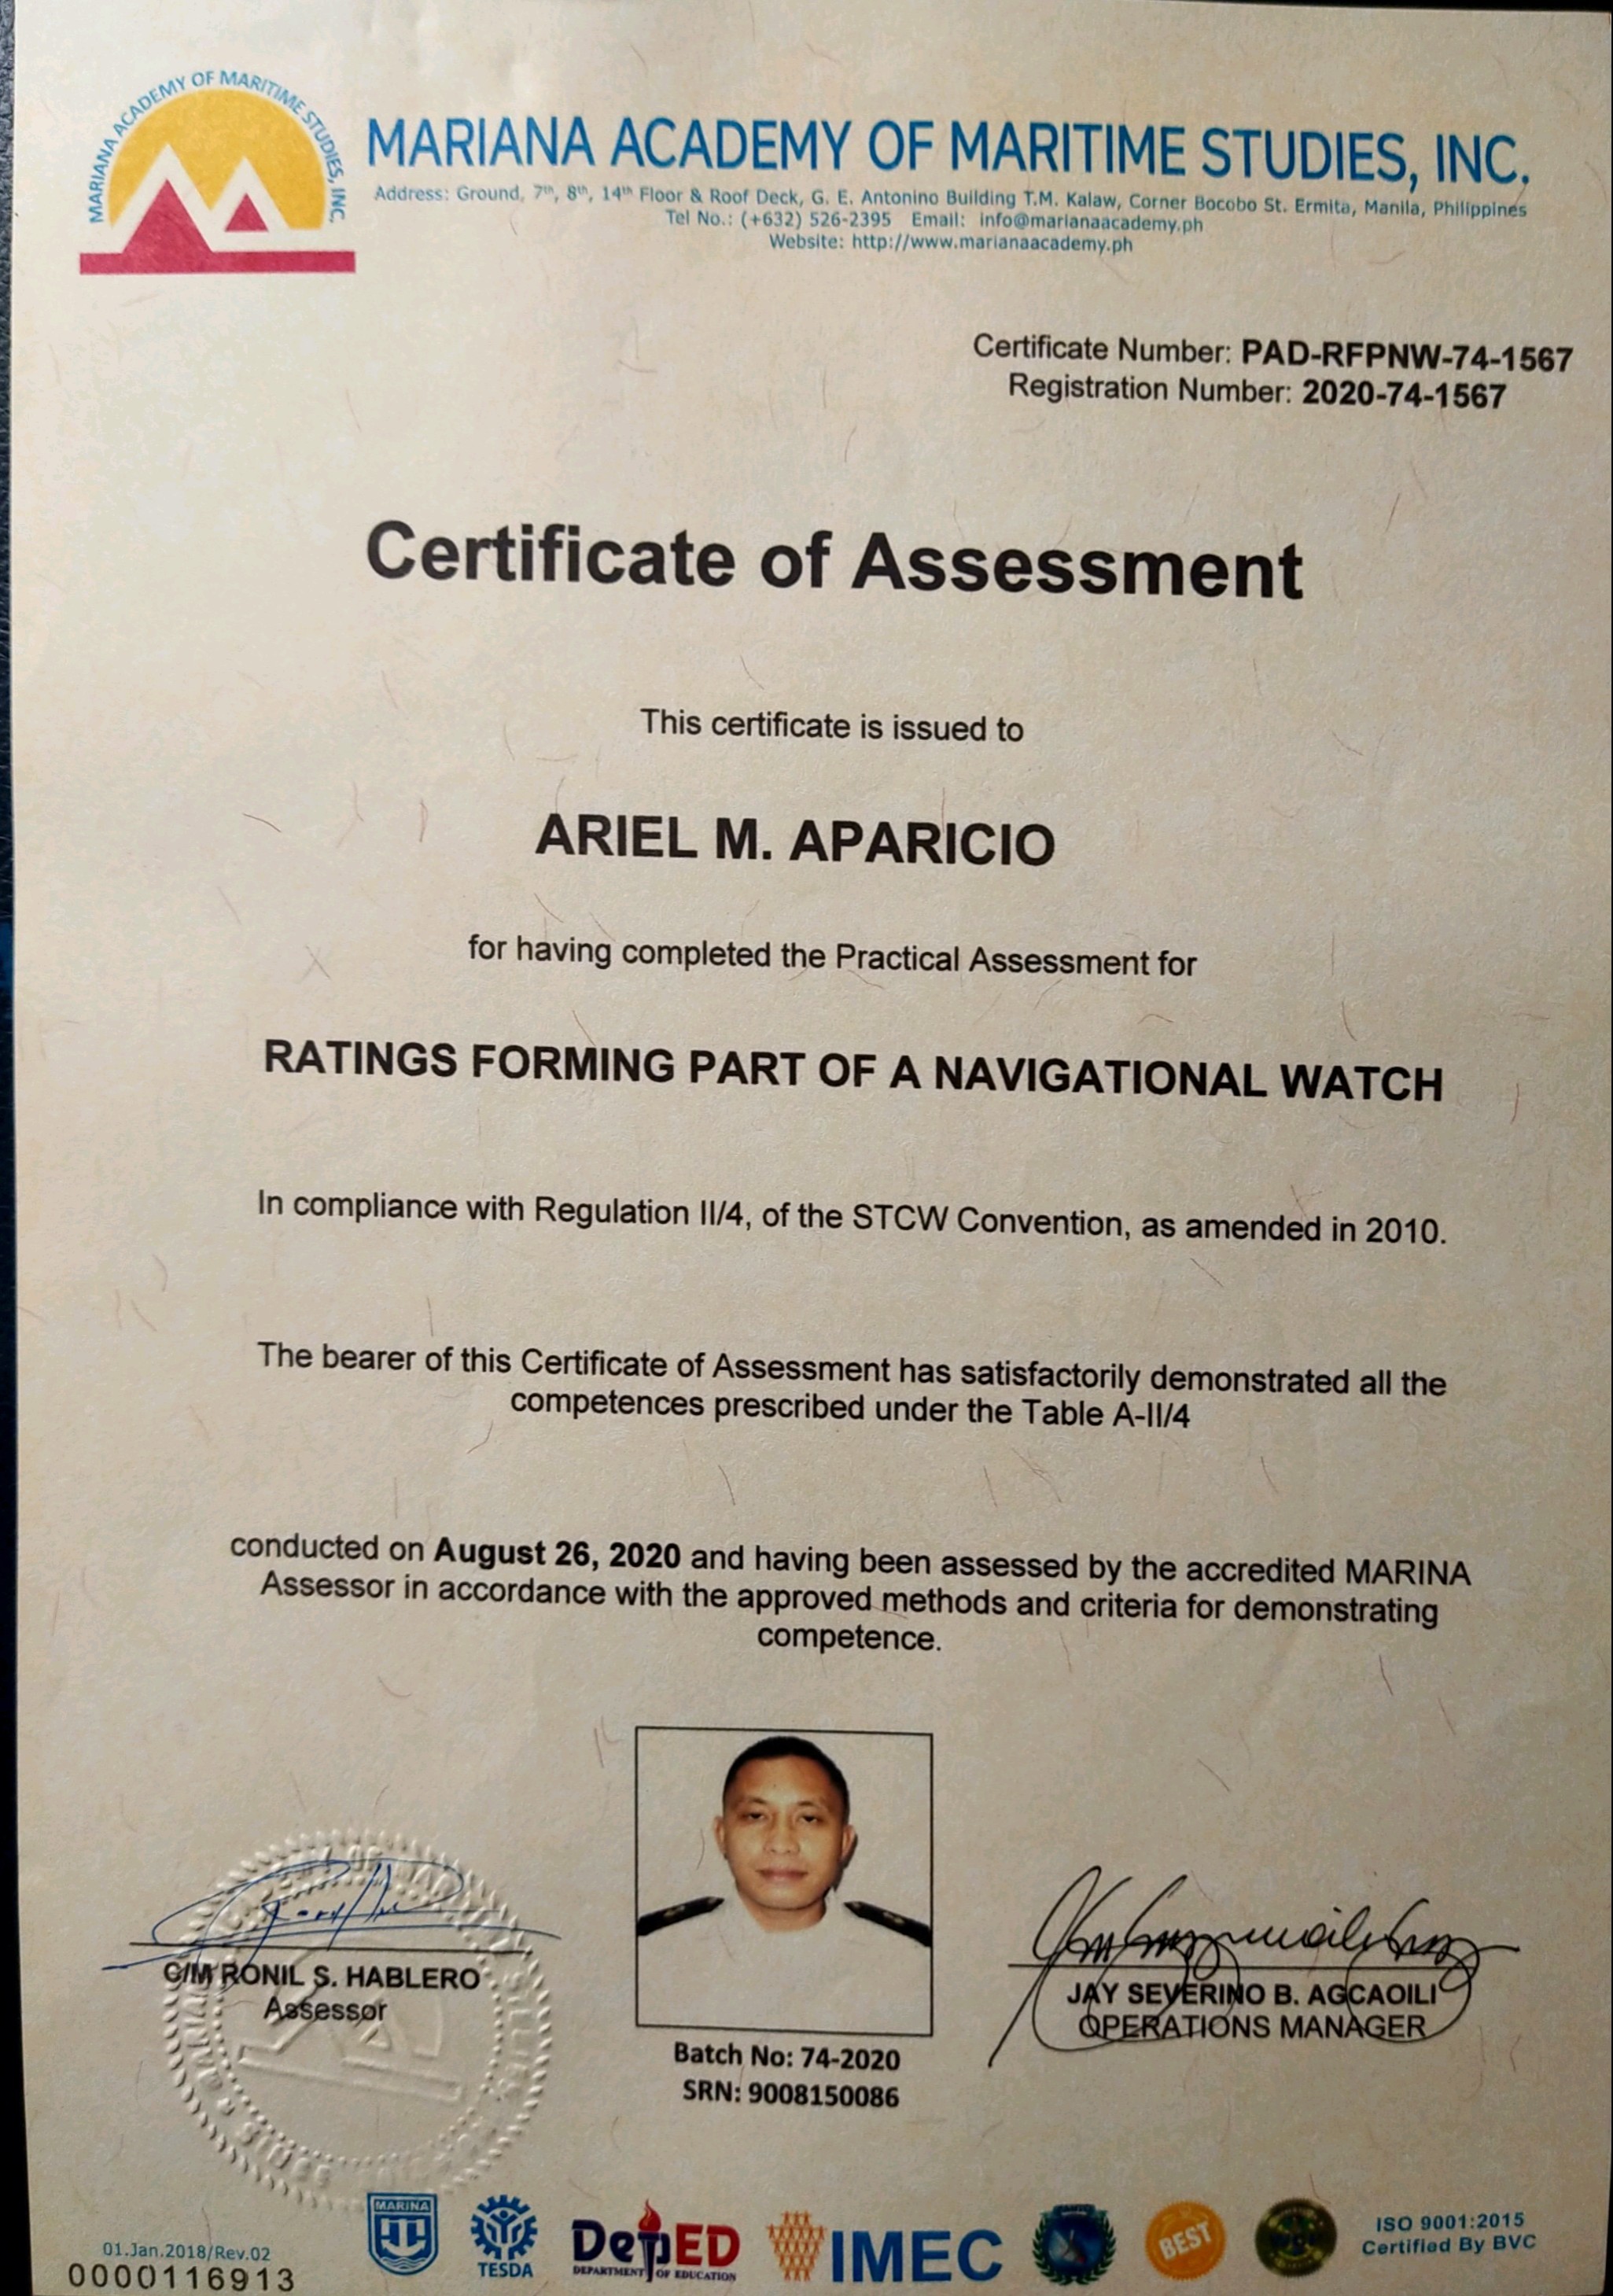 MARIANA ACADEMY OF MARITIME STUDIES, INC.
MARIANA ACADEMY OF MARITIME STUDIES, INC.
Address: Ground, 7th, 8th, 14th Floor & Roof Deck, G. E. Antonino Building T.M. Kalaw, Corner Bocobo St. Ermita, Manila, Philippines
Tel No.: (+632) 526-2395 Email: info@marianaacademy.ph
Website: http://www.marianaacademy.ph
Certificate Number: PAD-RFPNW-74-1567
Registration Number: 2020-74-1567
Certificate of Assessment
This certificate is issued to
ARIEL M. APARICIO
for having completed the Practical Assessment for
RATINGS FORMING PART OF A NAVIGATIONAL WATCH
In compliance with Regulation II/4, of the STCW Convention, as amended in 2010.
The bearer of this Certificate of Assessment has satisfactorily demonstrated all the
competences prescribed under the Table A-II/4
conducted on August 26, 2020 and having been assessed by the accredited MARINA
Assessor in accordance with the approved methods and criteria for demonstrating
competence.
C/M RONIL S. HABLERO
Assessor
JAY SEVERINO B. AGCAOILI
OPERATIONS MANAGER
Batch No: 74-2020
SRN: 9008150086
01.Jan.2018/Rev.02
0000116913
MARINA
TESDA
DepED
DEPARTMENT OF EDUCATION
IMEC
BEST
ISO 9001:2015
Certified By BVC